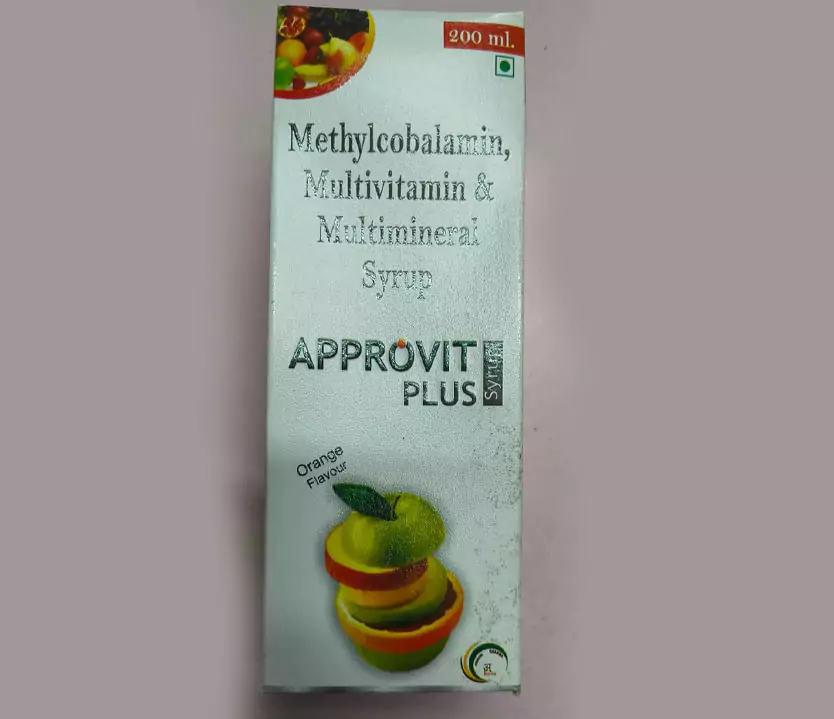 200 ml.
Methylcobalamin,
Multivitamin &
Multimineral
Syrup
APPROVIT
PLUS
Syrup
Orange
Flavour